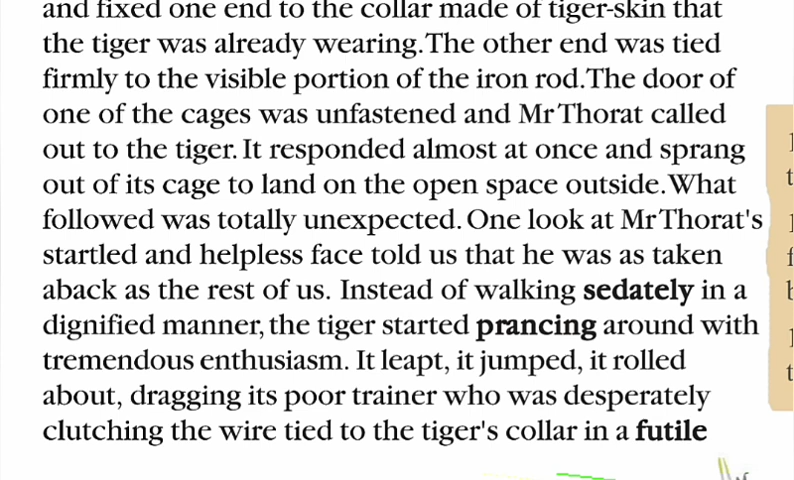 and fixed one end to the collar made of tiger-skin that
the tiger was already wearing. The other end was tied
firmly to the visible portion of the iron rod. The door of
one of the cages was unfastened and Mr Thorat called
out to the tiger. It responded almost at once and sprang
out of its cage to land on the open space outside. What
followed was totally unexpected. One look at Mr Thorat's
startled and helpless face told us that he was as taken
aback as the rest of us. Instead of walking sedately in a
dignified manner, the tiger started prancing around with
tremendous enthusiasm. It leapt, it jumped, it rolled
about, dragging its poor trainer who was desperately
clutching the wire tied to the tiger's collar in a futile